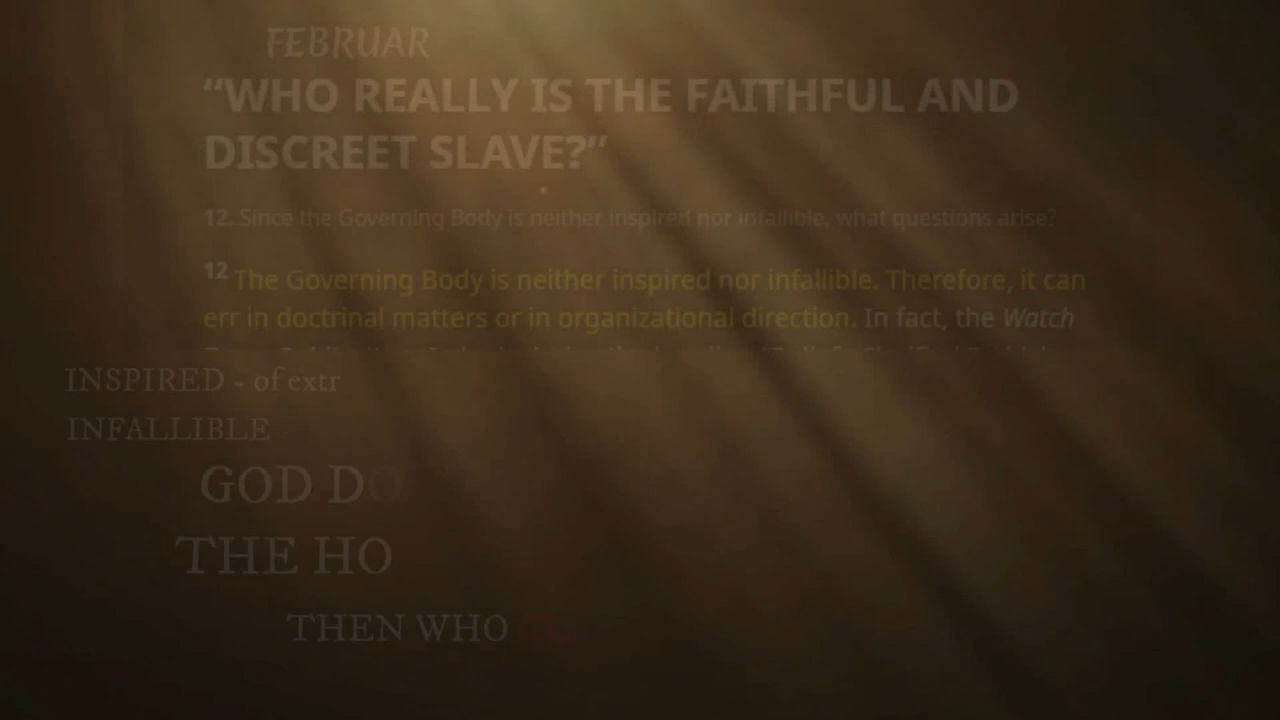 FEBRUAR
“WHO REALLY IS THE FAITHFUL AND
DISCREET SLAVE?”
12. Since the Governing Body is neither inspired nor infallible, what questions arise?
12 The Governing Body is neither inspired nor infallible. Therefore, it can
err in doctrinal matters or in organizational direction. In fact, the Watch
INSPIRED - of extr
INFALLIBLE
GOD DO
THE HO
THEN WHO